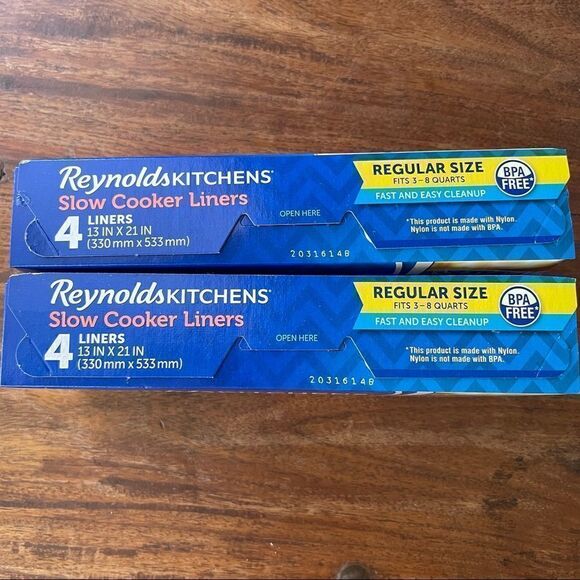 ReynoldsKITCHENS®
Slow Cooker Liners
4 LINERS
13 IN X 21 IN
(330 mm x 533 mm)
OPEN HERE
2031614B
REGULAR SIZE
FITS 3–8 QUARTS
FAST AND EASY CLEANUP
BPA
FREE*
*This product is made with Nylon.
Nylon is not made with BPA.
ReynoldsKITCHENS®
Slow Cooker Liners
4 LINERS
13 IN X 21 IN
(330 mm x 533 mm)
OPEN HERE
2031614B
REGULAR SIZE
FITS 3–8 QUARTS
FAST AND EASY CLEANUP
BPA
FREE*
*This product is made with Nylon.
Nylon is not made with BPA.